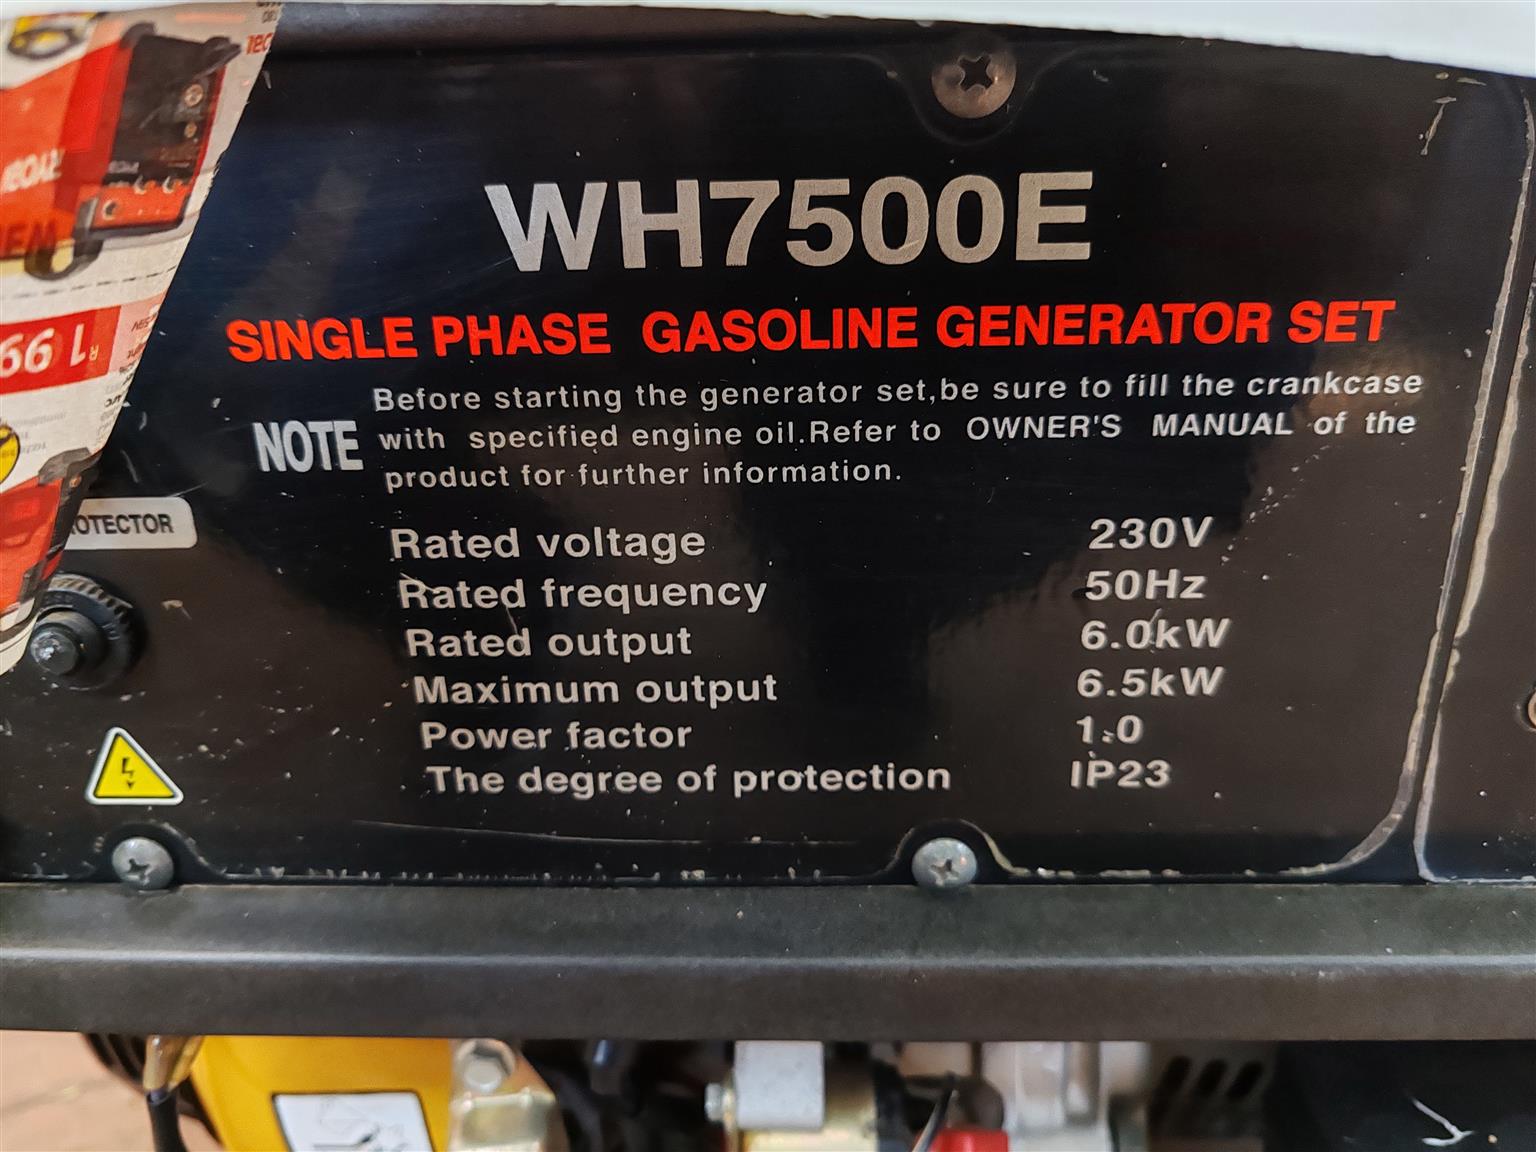 WH7500E
SINGLE PHASE GASOLINE GENERATOR SET
NOTE
Before starting the generator set,be sure to fill the crankcase
with specified engine oil.Refer to OWNER'S MANUAL of the
product for further information.
Rated voltage 230V
Rated frequency 50Hz
Rated output 6.0kW
Maximum output 6.5kW
Power factor 1.0
The degree of protection IP23
OTECTOR
R199